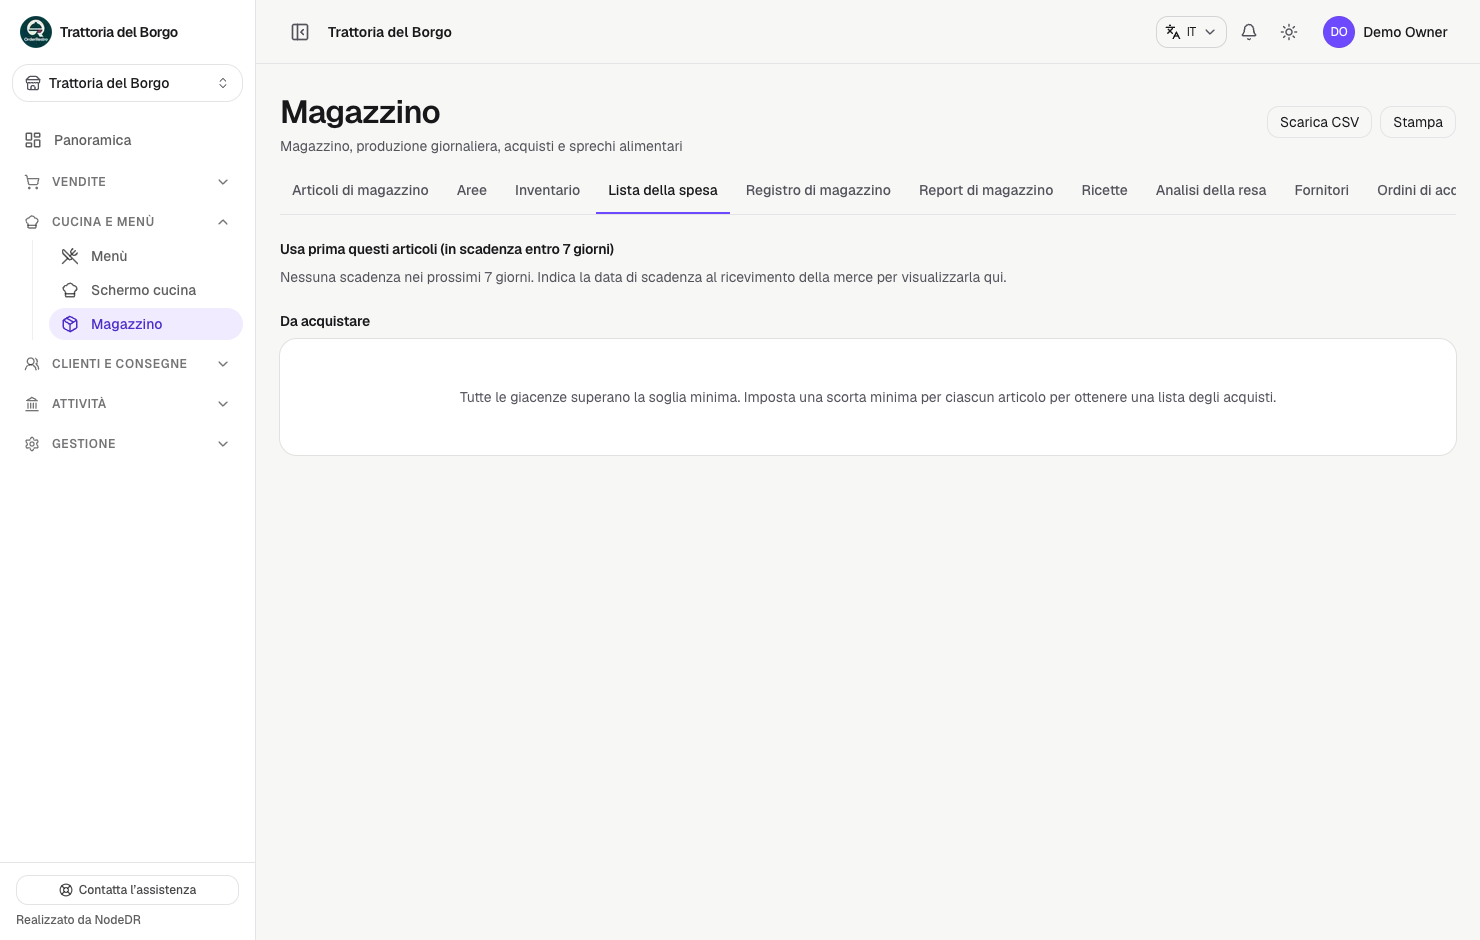 Trattoria del Borgo
Trattoria del Borgo
Panoramica
VENDITE
CUCINA E MENÙ
Menù
Schermo cucina
Magazzino
CLIENTI E CONSEGNE
ATTIVITÀ
GESTIONE
Contatta l'assistenza
Realizzato da NodeDR
Trattoria del Borgo
IT
DO
Demo Owner
Magazzino
Magazzino, produzione giornaliera, acquisti e sprechi alimentari
Scarica CSV
Stampa
Articoli di magazzino
Aree
Inventario
Lista della spesa
Registro di magazzino
Report di magazzino
Ricette
Analisi della resa
Fornitori
Ordini di acq
Usa prima questi articoli (in scadenza entro 7 giorni)
Nessuna scadenza nei prossimi 7 giorni. Indica la data di scadenza al ricevimento della merce per visualizzarla qui.
Da acquistare
Tutte le giacenze superano la soglia minima. Imposta una scorta minima per ciascun articolo per ottenere una lista degli acquisti.